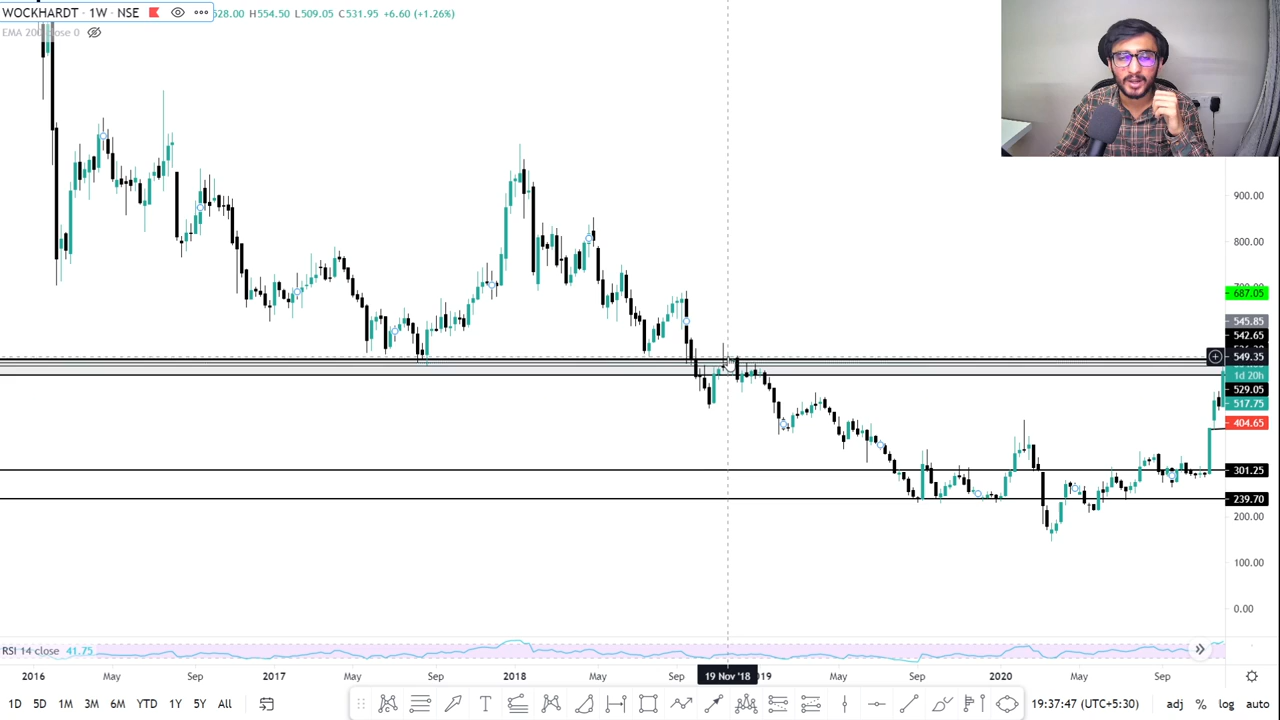 WOCKHARDT · 1W · NSE 528.00 H554.50 L509.05 C531.95 +6.60 (+1.26%)
EMA 200 close 0
900.00
800.00
687.05
545.85
542.65
549.35
1d 20h
529.05
517.75
404.65
301.25
239.70
200.00
100.00
0.00
RSI 14 close 41.75
2016 May Sep 2017 May Sep 2018 May Sep 19 Nov '18 2019 May Sep 2020 May Sep
1D 5D 1M 3M 6M YTD 1Y 5Y All 19:37:47 (UTC+5:30) adj % log auto